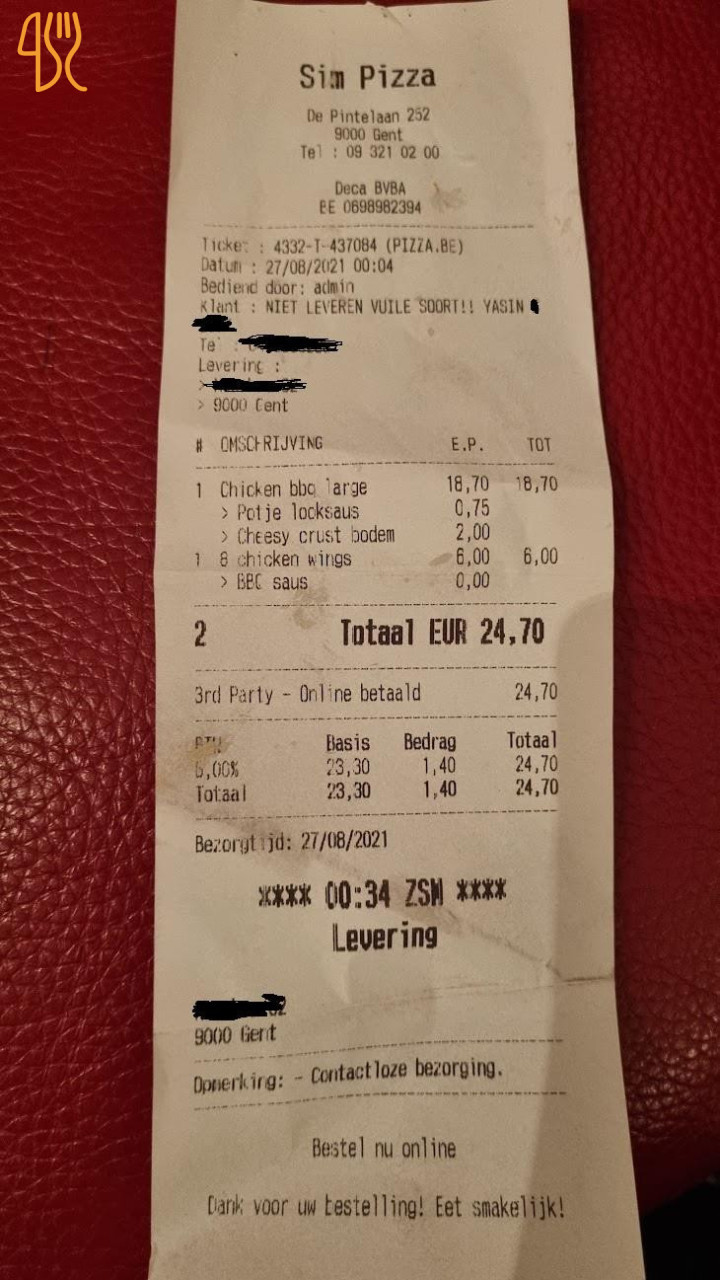 Sim Pizza
De Pintelaan 252
9000 Gent
Tel : 09 321 02 00
Deca BVBA
BE 0698982394
Ticket : 4332-T-437084 (PIZZA.BE)
Datum : 27/08/2021 00:04
Bediend door: admin
Klant : NIET LEVEREN VUILE SOORT!! YASIN
Tel :
Levering :
>
> 9000 Gent
# OMSCHRIJVING E.P. TOT
1 Chicken bbq large 18,70 18,70
> Potje looksaus 0,75
> Cheesy crust bodem 2,00
1 8 chicken wings 6,00 6,00
> BBQ saus 0,00
2 Totaal EUR 24,70
3rd Party - Online betaald 24,70
BTW Basis Bedrag Totaal
6,00% 23,30 1,40 24,70
Totaal 23,30 1,40 24,70
Bezorgtijd: 27/08/2021
**** 00:34 ZSM ****
Levering
9000 Gent
Opmerking: - Contactloze bezorging.
Bestel nu online
Dank voor uw bestelling! Eet smakelijk!